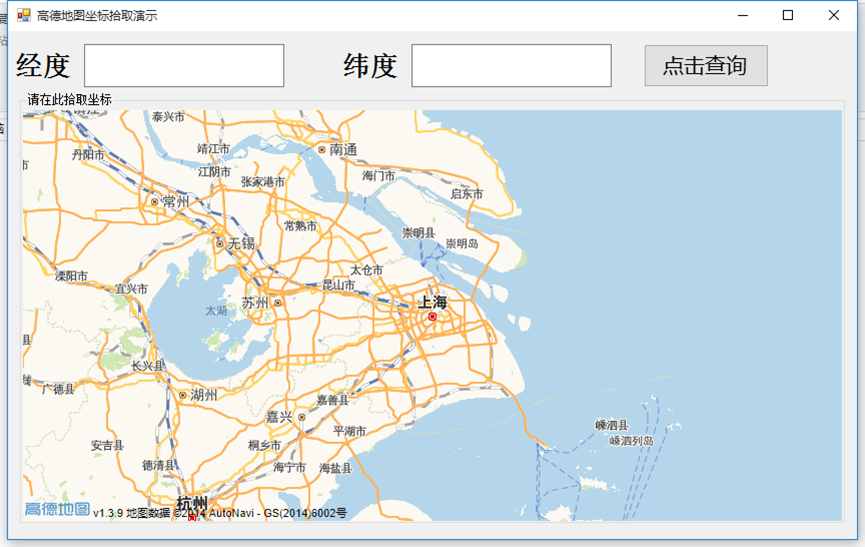 高德地图坐标拾取演示
经度 纬度 点击查询
请在此拾取坐标
泰兴市
丹阳市 靖江市 南通
江阴市 海门市
张家港市 启东市
常州
常熟市 崇明县
无锡 崇明岛
溧阳市 太仓市
宜兴市 昆山市
苏州 上海
太湖
长兴县
广德县 湖州 嘉善县
嘉兴 嵊泗县
平湖市 嵊泗列岛
安吉县 桐乡市
德清县 海宁市 海盐县
杭州
高德地图 v1.3.9 地图数据 ©2014 AutoNavi - GS(2014)6002号